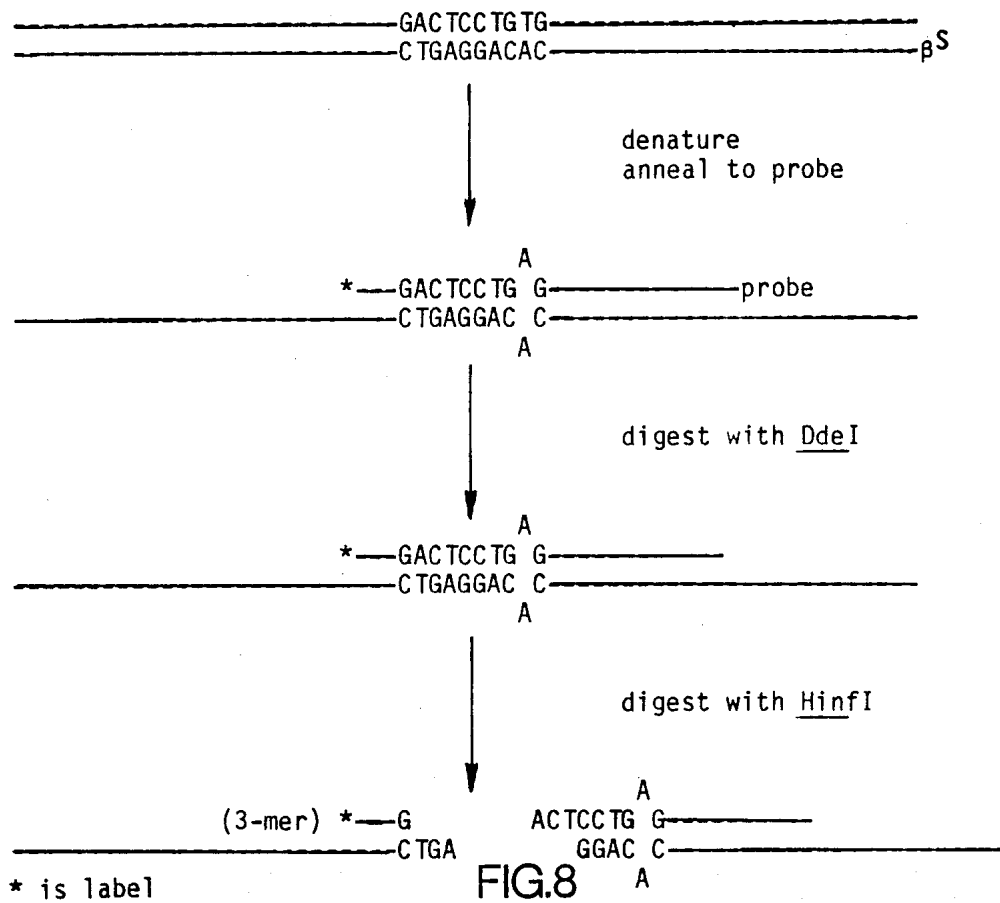 GACTCCTGTG
CTGAGGACAC βS
denature
anneal to probe
A
*—GACTCCTG G—probe
CTGAGGAC C
A
digest with DdeI
A
*—GACTCCTG G
CTGAGGAC C
A
digest with HinfI
A
(3-mer) *—G ACTCCTG G
CTGA GGAC C
A
* is label
FIG.8